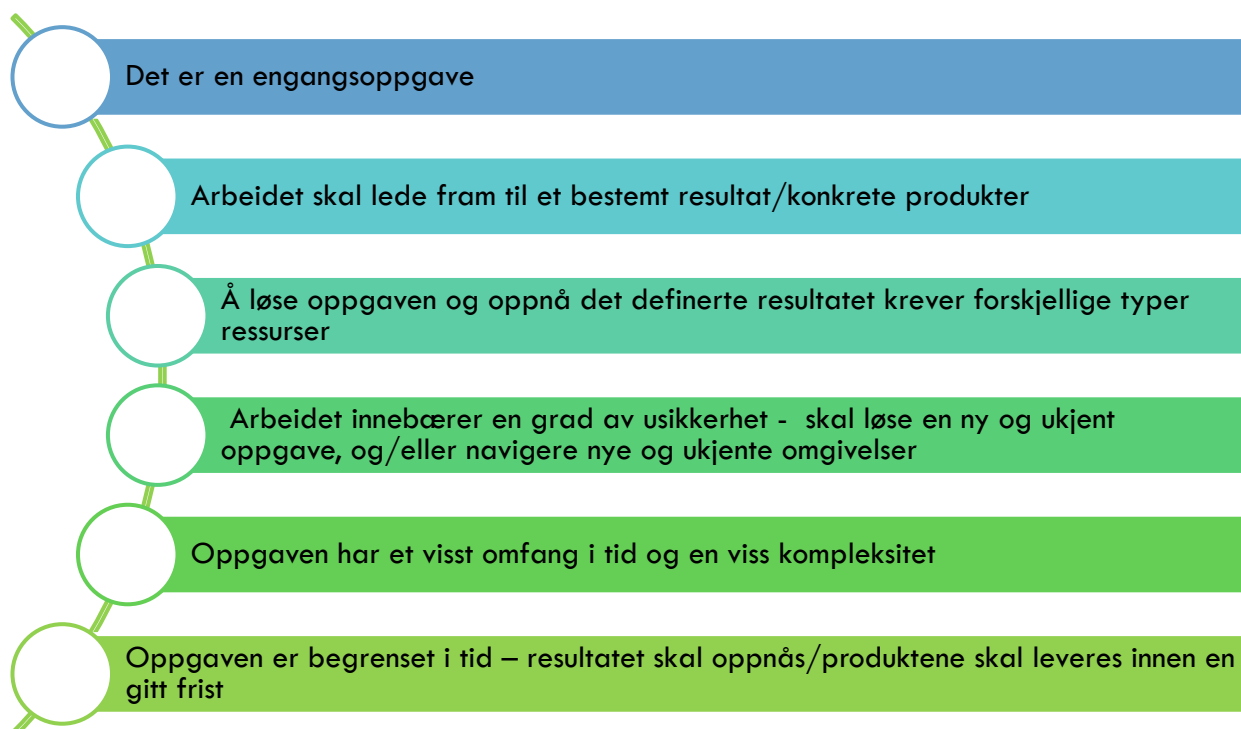 Det er en engangsoppgave
Arbeidet skal lede fram til et bestemt resultat/konkrete produkter
Å løse oppgaven og oppnå det definerte resultatet krever forskjellige typer
ressurser
Arbeidet innebærer en grad av usikkerhet - skal løse en ny og ukjent
oppgave, og/eller navigere nye og ukjente omgivelser
Oppgaven har et visst omfang i tid og en viss kompleksitet
Oppgaven er begrenset i tid – resultatet skal oppnås/produktene skal leveres innen en
gitt frist